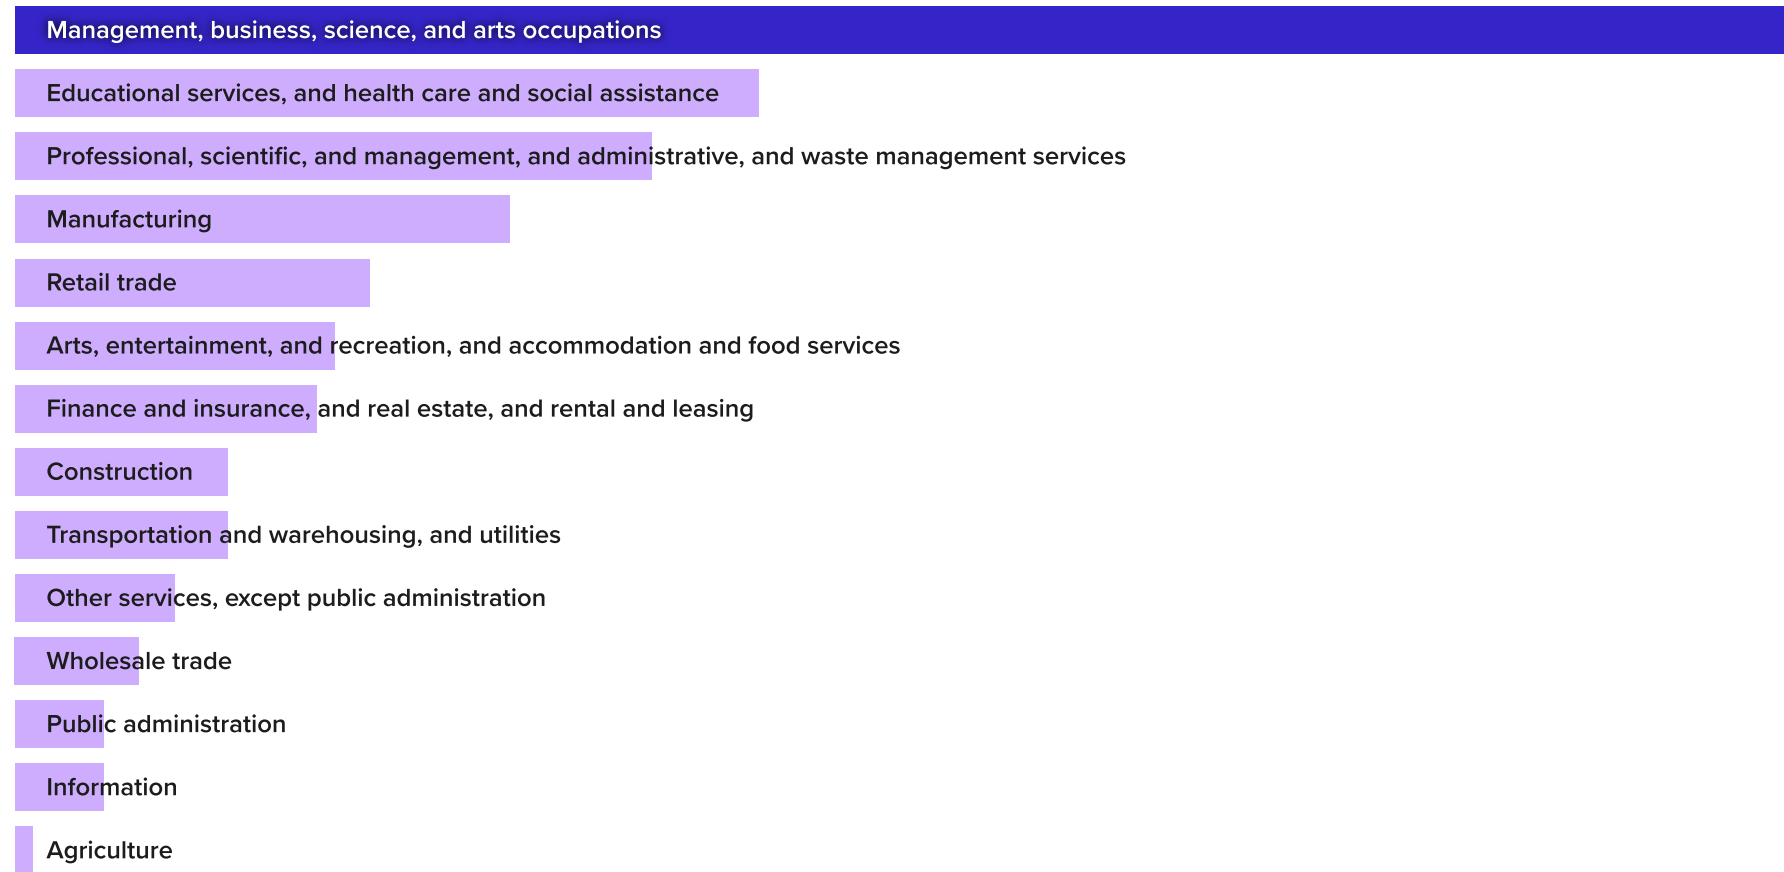 Management, business, science, and arts occupations
Educational services, and health care and social assistance
Professional, scientific, and management, and administrative, and waste management services
Manufacturing
Retail trade
Arts, entertainment, and recreation, and accommodation and food services
Finance and insurance, and real estate, and rental and leasing
Construction
Transportation and warehousing, and utilities
Other services, except public administration
Wholesale trade
Public administration
Information
Agriculture